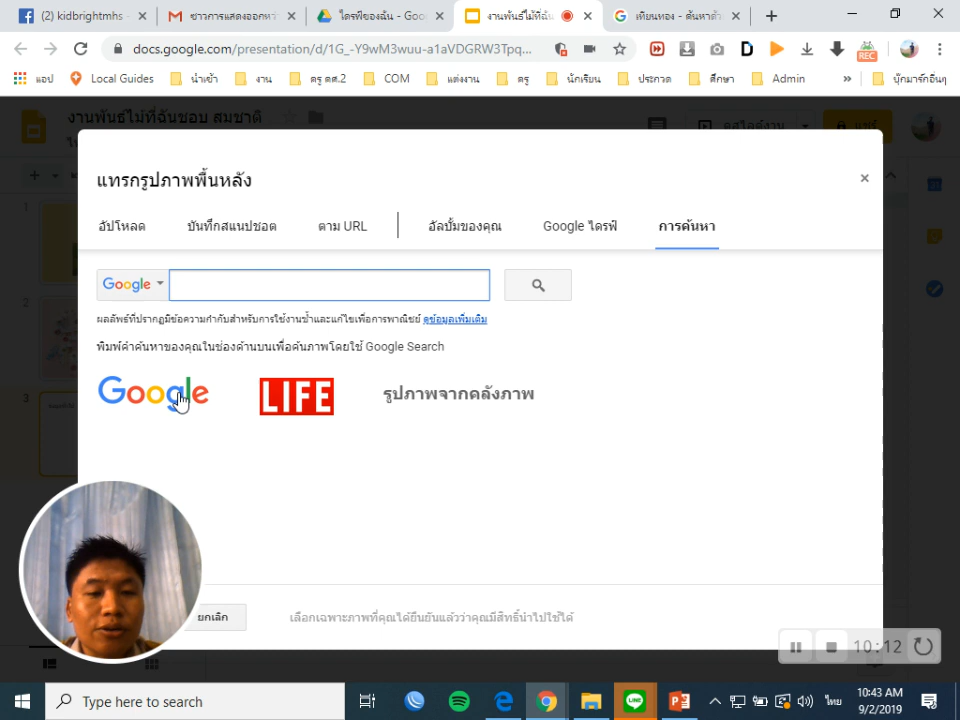 (2) kidbrightmhs
ข่าวการแสดงออกทา
ไดรฟ์ของฉัน - Goo
งานพันธ์ไม้ที่ฉัน
เทียนทอง - ค้นหาด้ว
docs.google.com/presentation/d/1G_-Y9wM3wuu-a1aVDGRW3Tpq...
REC
แอป
Local Guides
นำเข้า
งาน
ครู ตศ.2
COM
แต่งงาน
ครู
นักเรียน
ประกวด
ศึกษา
Admin
»
บุ๊กมาร์กอื่นๆ
งานพันธ์ไม้ที่ฉันชอบ สมชาติ
ดูสไลด์งาน
แชร์
แทรกรูปภาพพื้นหลัง
อัปโหลด
บันทึกสแนปชอต
ตาม URL
อัลบั้มของคุณ
Google ไดรฟ์
การค้นหา
Google
ผลลัพธ์ที่ปรากฏมีข้อความกำกับสำหรับการใช้งานซ้ำและแก้ไขเพื่อการพาณิชย์ ดูข้อมูลเพิ่มเติม
พิมพ์คำค้นหาของคุณในช่องด้านบนเพื่อค้นภาพโดยใช้ Google Search
Google
LIFE
รูปภาพจากคลังภาพ
1
2
3
ยกเลิก
เลือกเฉพาะภาพที่คุณได้ยืนยันแล้วว่าคุณมีสิทธิ์นำไปใช้ได้
10:12
Type here to search
ไทย
10:43 AM
9/2/2019